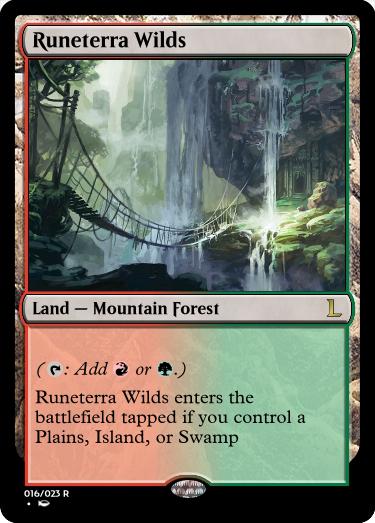 Runeterra Wilds
Land — Mountain Forest
L
(: Add or .)
Runeterra Wilds enters the
battlefield tapped if you control a
Plains, Island, or Swamp
016/023 R